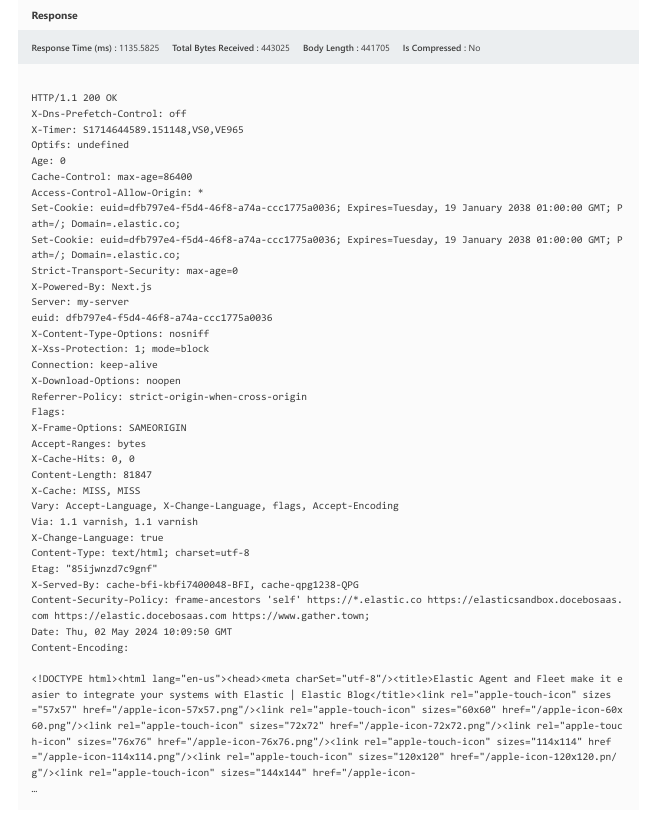 Response
Response Time (ms) : 1135.5825 Total Bytes Received : 443025 Body Length : 441705 Is Compressed : No
HTTP/1.1 200 OK
X-Dns-Prefetch-Control: off
X-Timer: S1714644589.151148,VS0,VE965
Optifs: undefined
Age: 0
Cache-Control: max-age=86400
Access-Control-Allow-Origin: *
Set-Cookie: euid=dfb797e4-f5d4-46f8-a74a-ccc1775a0036; Expires=Tuesday, 19 January 2038 01:00:00 GMT; P
ath=/; Domain=.elastic.co;
Set-Cookie: euid=dfb797e4-f5d4-46f8-a74a-ccc1775a0036; Expires=Tuesday, 19 January 2038 01:00:00 GMT; P
ath=/; Domain=.elastic.co;
Strict-Transport-Security: max-age=0
X-Powered-By: Next.js
Server: my-server
euid: dfb797e4-f5d4-46f8-a74a-ccc1775a0036
X-Content-Type-Options: nosniff
X-Xss-Protection: 1; mode=block
Connection: keep-alive
X-Download-Options: noopen
Referrer-Policy: strict-origin-when-cross-origin
Flags:
X-Frame-Options: SAMEORIGIN
Accept-Ranges: bytes
X-Cache-Hits: 0, 0
Content-Length: 81847
X-Cache: MISS, MISS
Vary: Accept-Language, X-Change-Language, flags, Accept-Encoding
Via: 1.1 varnish, 1.1 varnish
X-Change-Language: true
Content-Type: text/html; charset=utf-8
Etag: "85ijwnzd7c9gnf"
X-Served-By: cache-bfi-kbfi7400048-BFI, cache-qpg1238-QPG
Content-Security-Policy: frame-ancestors 'self' https://*.elastic.co https://elasticsandbox.docebosaas.
com https://elastic.docebosaas.com https://www.gather.town;
Date: Thu, 02 May 2024 10:09:50 GMT
Content-Encoding:
<!DOCTYPE html><html lang="en-us"><head><meta charSet="utf-8"/><title>Elastic Agent and Fleet make it e
asier to integrate your systems with Elastic | Elastic Blog</title><link rel="apple-touch-icon" sizes
="57x57" href="/apple-icon-57x57.png"/><link rel="apple-touch-icon" sizes="60x60" href="/apple-icon-60x
60.png"/><link rel="apple-touch-icon" sizes="72x72" href="/apple-icon-72x72.png"/><link rel="apple-touc
h-icon" sizes="76x76" href="/apple-icon-76x76.png"/><link rel="apple-touch-icon" sizes="114x114" href
="/apple-icon-114x114.png"/><link rel="apple-touch-icon" sizes="120x120" href="/apple-icon-120x120.pn/
g"/><link rel="apple-touch-icon" sizes="144x144" href="/apple-icon-
…